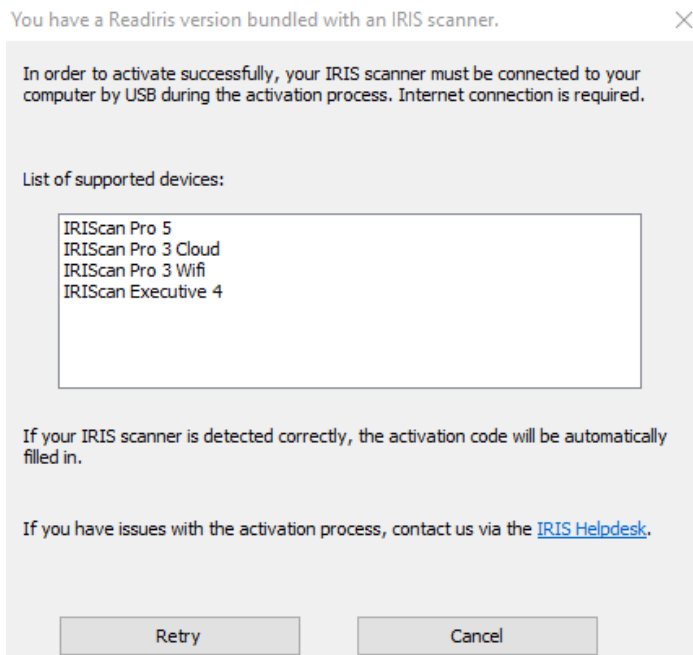 You have a Readiris version bundled with an IRIS scanner.
In order to activate successfully, your IRIS scanner must be connected to your
computer by USB during the activation process. Internet connection is required.
List of supported devices:
IRIScan Pro 5
IRIScan Pro 3 Cloud
IRIScan Pro 3 Wifi
IRIScan Executive 4
If your IRIS scanner is detected correctly, the activation code will be automatically
filled in.
If you have issues with the activation process, contact us via the IRIS Helpdesk.
Retry
Cancel